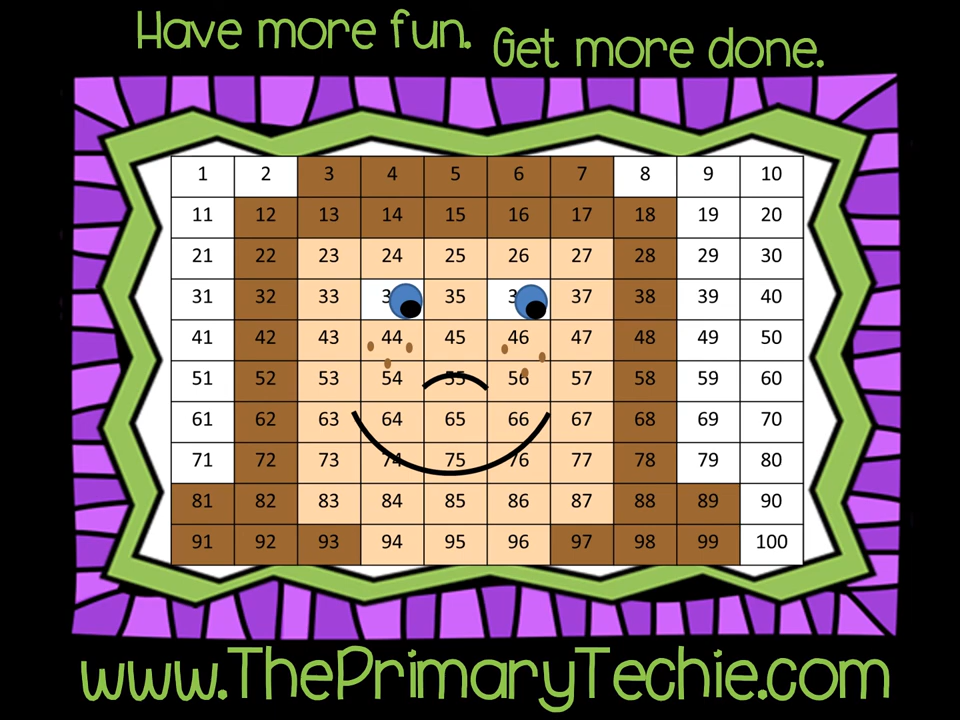 Have more fun. Get more done.
1 2 3 4 5 6 7 8 9 10
11 12 13 14 15 16 17 18 19 20
21 22 23 24 25 26 27 28 29 30
31 32 33 3 35 3 37 38 39 40
41 42 43 44 45 46 47 48 49 50
51 52 53 54 55 56 57 58 59 60
61 62 63 64 65 66 67 68 69 70
71 72 73 74 75 76 77 78 79 80
81 82 83 84 85 86 87 88 89 90
91 92 93 94 95 96 97 98 99 100
www.ThePrimaryTechie.com